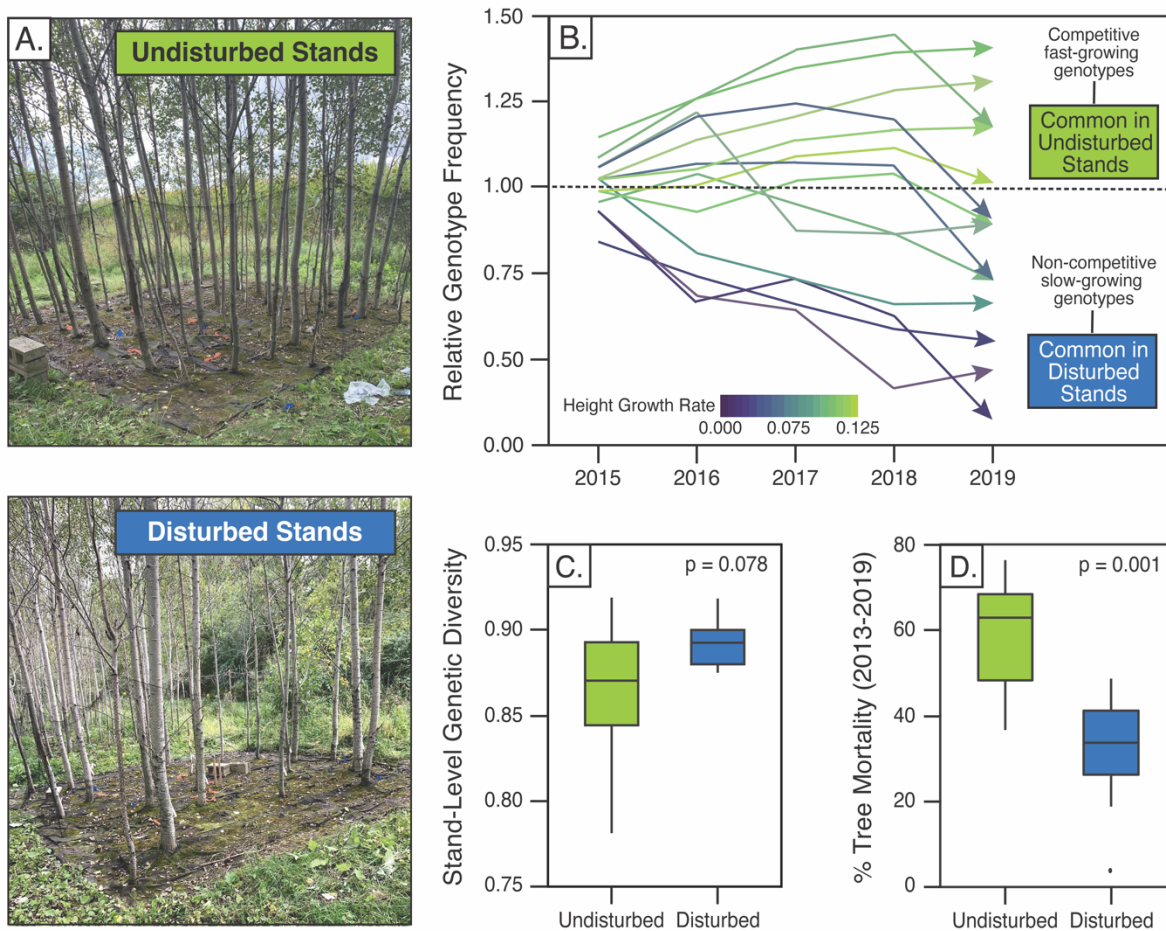 A.
Undisturbed Stands
Disturbed Stands
B.
Relative Genotype Frequency
1.50
1.25
1.00
0.75
0.50
0.25
0.00
2015 2016 2017 2018 2019
Height Growth Rate
0.000 0.075 0.125
Competitive
fast-growing
genotypes
Common in
Undisturbed
Stands
Non-competitive
slow-growing
genotypes
Common in
Disturbed
Stands
C.
p = 0.078
Stand-Level Genetic Diversity
0.95
0.90
0.85
0.80
0.75
Undisturbed Disturbed
D.
p = 0.001
% Tree Mortality (2013-2019)
80
60
40
20
0
Undisturbed Disturbed